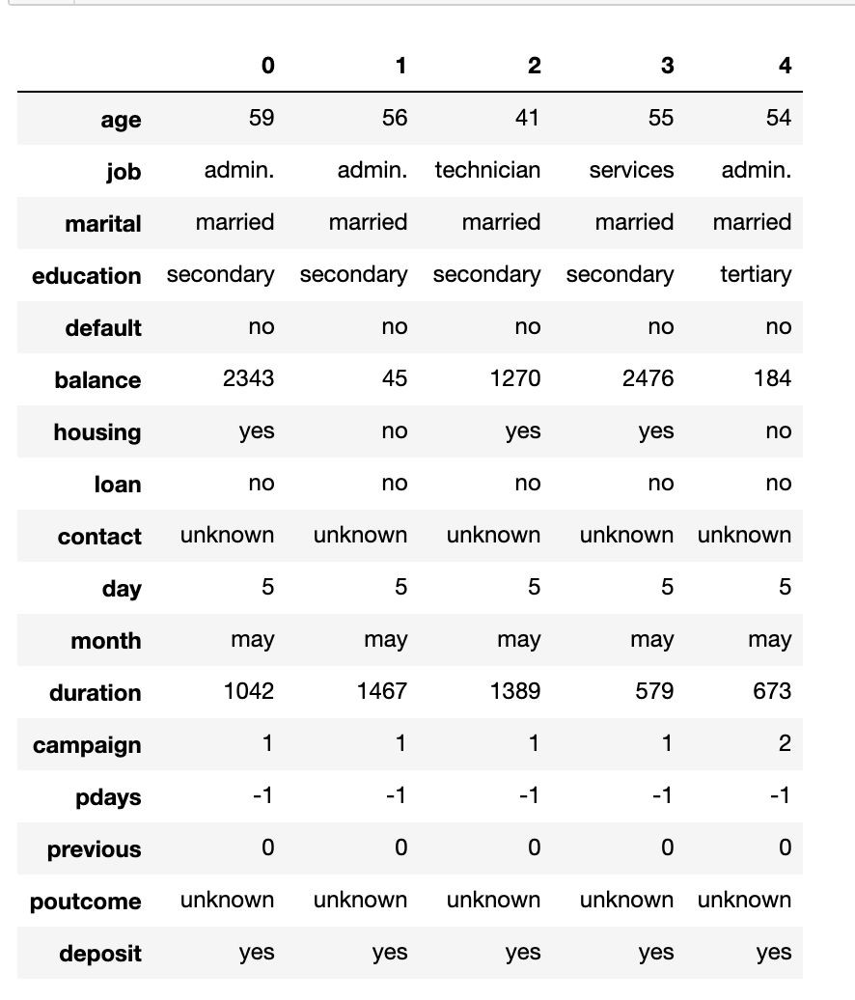 0 1 2 3 4
age 59 56 41 55 54
job admin. admin. technician services admin.
marital married married married married married
education secondary secondary secondary secondary tertiary
default no no no no no
balance 2343 45 1270 2476 184
housing yes no yes yes no
loan no no no no no
contact unknown unknown unknown unknown unknown
day 5 5 5 5 5
month may may may may may
duration 1042 1467 1389 579 673
campaign 1 1 1 1 2
pdays -1 -1 -1 -1 -1
previous 0 0 0 0 0
poutcome unknown unknown unknown unknown unknown
deposit yes yes yes yes yes